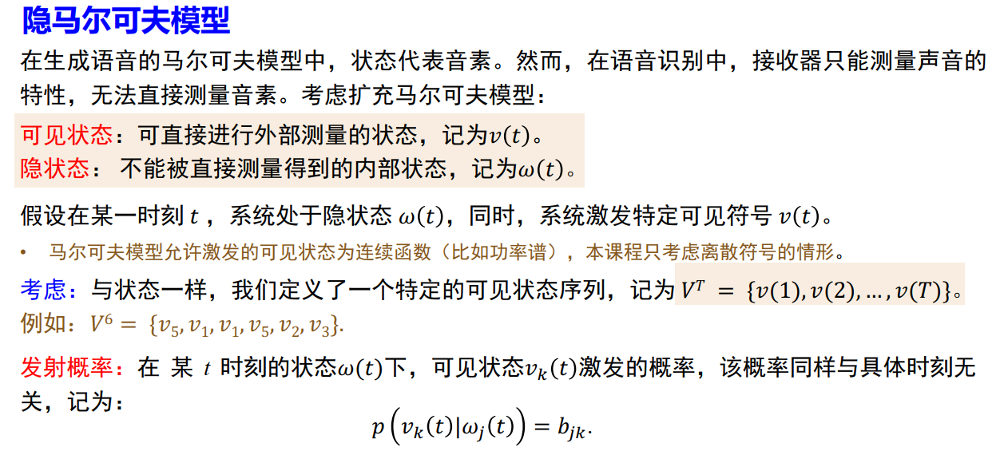 隐马尔可夫模型
在生成语音的马尔可夫模型中，状态代表音素。然而，在语音识别中，接收器只能测量声音的
特性，无法直接测量音素。考虑扩充马尔可夫模型：
可见状态：可直接进行外部测量的状态，记为v(t)。
隐状态： 不能被直接测量得到的内部状态，记为ω(t)。
假设在某一时刻 t ，系统处于隐状态 ω(t)，同时，系统激发特定可见符号 v(t)。
• 马尔可夫模型允许激发的可见状态为连续函数（比如功率谱），本课程只考虑离散符号的情形。
考虑：与状态一样，我们定义了一个特定的可见状态序列，记为 V^T = {v(1), v(2), … , v(T)}。
例如：V^6 = {v_5, v_1, v_1, v_5, v_2, v_3}.
发射概率：在 某 t 时刻的状态ω(t)下，可见状态v_k(t)激发的概率，该概率同样与具体时刻无
关，记为：
p(v_k(t)|ω_j(t)) = b_{jk}.